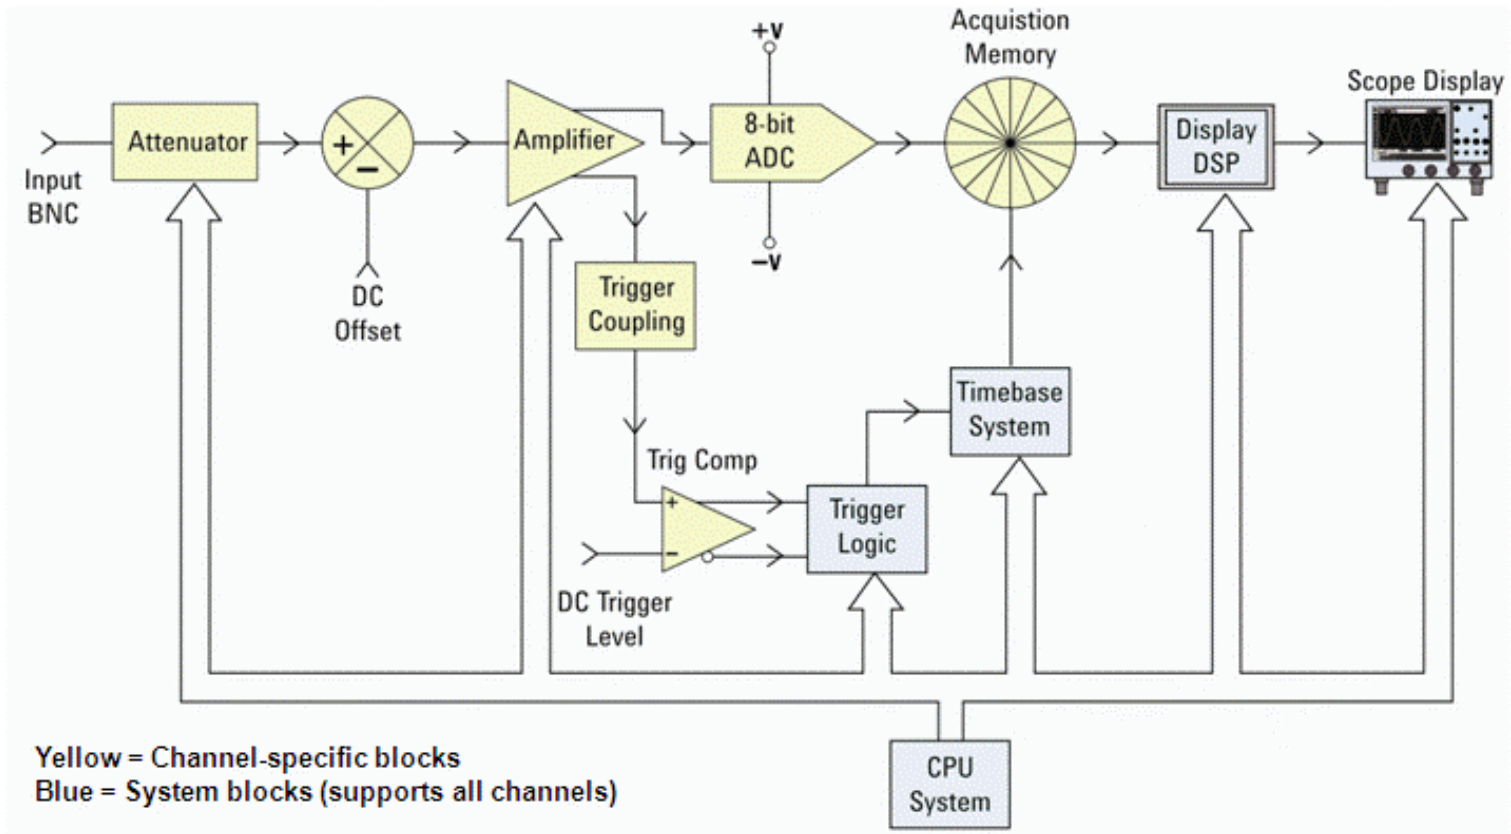 Acquistion
Memory
+v
Scope Display
Attenuator
+
−
Amplifier
8-bit
ADC
Display
DSP
Input
BNC
−v
DC
Offset
Trigger
Coupling
Timebase
System
Trig Comp
+
−
Trigger
Logic
DC Trigger
Level
Yellow = Channel-specific blocks
Blue = System blocks (supports all channels)
CPU
System